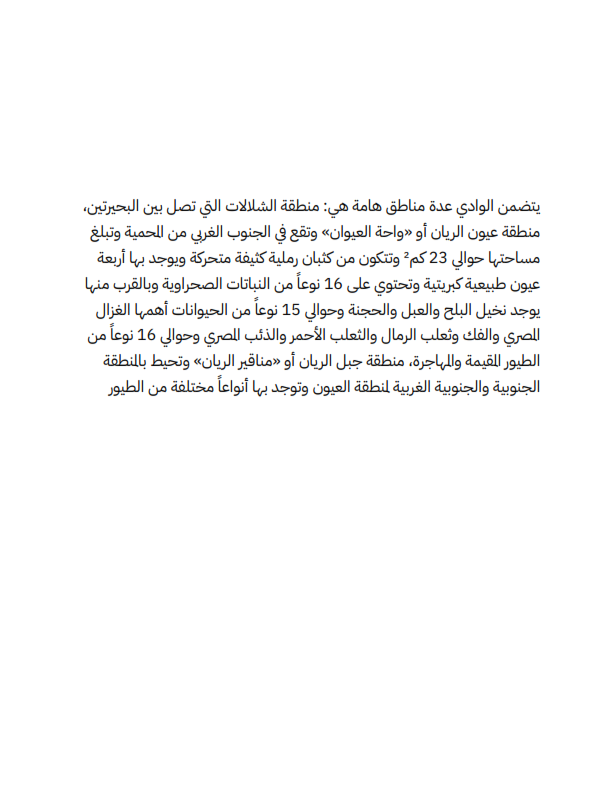 يتضمن الوادي عدة مناطق هامة هي: منطقة الشلالات التي تصل بين البحيرتين،
منطقة عيون الريان أو «واحة العيوان» وتقع في الجنوب الغربي من المحمية وتبلغ
مساحتها حوالي 23 كم² وتتكون من كثبان رملية كثيفة متحركة ويوجد بها أربعة
عيون طبيعية كبريتية وتحتوي على 16 نوعاً من النباتات الصحراوية وبالقرب منها
يوجد نخيل البلح والعبل والحجنة وحوالي 15 نوعاً من الحيوانات أهمها الغزال
المصري والفك وثعلب الرمال والثعلب الأحمر والذئب المصري وحوالي 16 نوعاً من
الطيور المقيمة والمهاجرة، منطقة جبل الريان أو «مناقير الريان» وتحيط بالمنطقة
الجنوبية والجنوبية الغربية لمنطقة العيون وتوجد بها أنواعاً مختلفة من الطيور